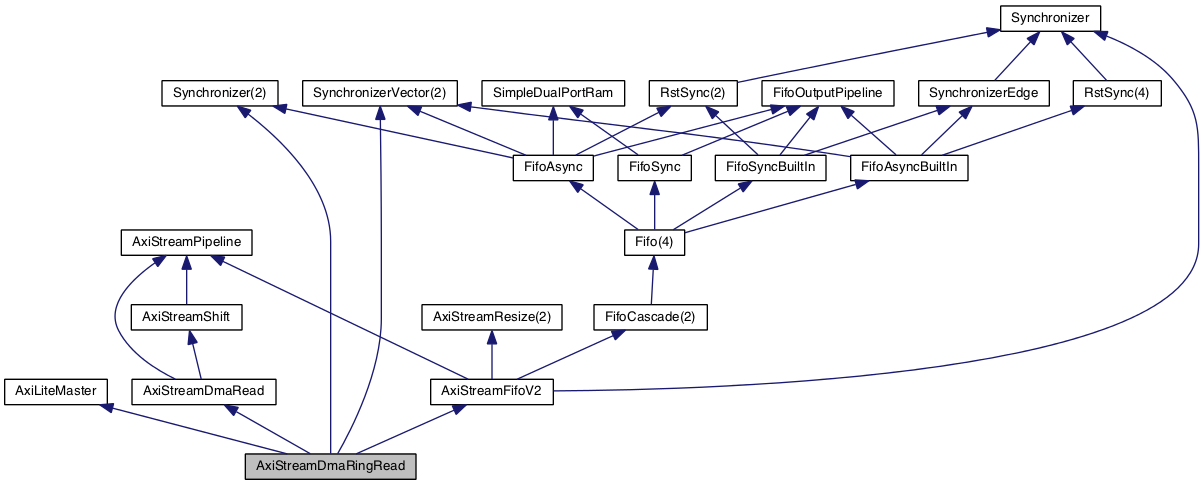 Synchronizer
Synchronizer(2)
SynchronizerVector(2)
SimpleDualPortRam
RstSync(2)
FifoOutputPipeline
SynchronizerEdge
RstSync(4)
FifoAsync
FifoSync
FifoSyncBuiltIn
FifoAsyncBuiltIn
AxiStreamPipeline
Fifo(4)
AxiStreamShift
AxiStreamResize(2)
FifoCascade(2)
AxiLiteMaster
AxiStreamDmaRead
AxiStreamFifoV2
AxiStreamDmaRingRead